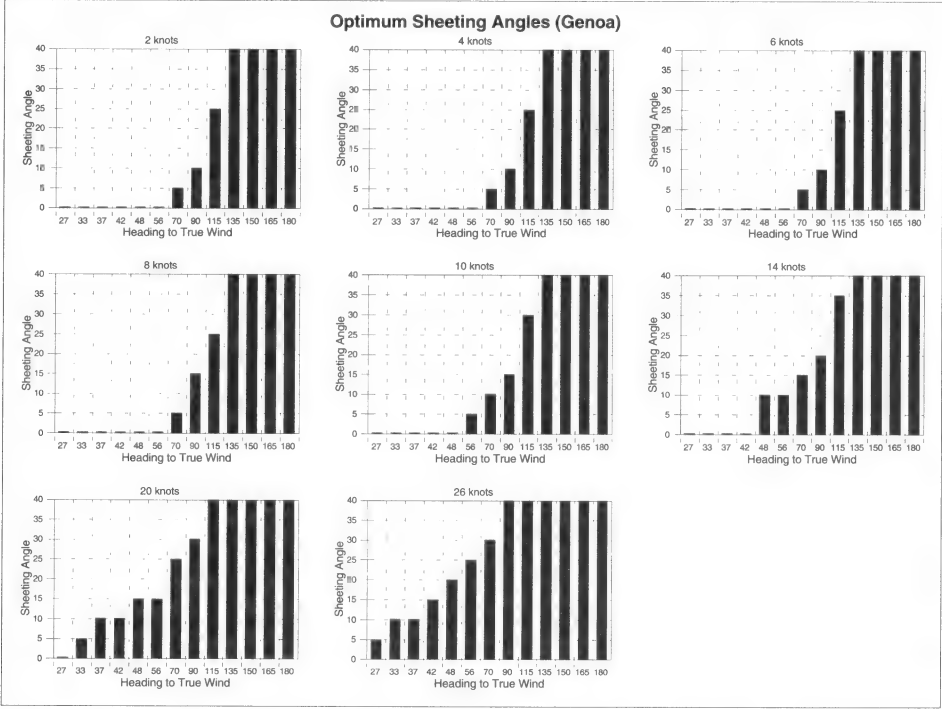 Optimum Sheeting Angles (Genoa)
2 knots
40
35
30
25
20
15
10
5
0
Sheeting Angle
27 33 37 42 48 56 70 90 115 135 150 165 180
Heading to True Wind
4 knots
40
35
30
25
20
15
10
5
0
Sheeting Angle
27 33 37 42 48 56 70 90 115 135 150 165 180
Heading to True Wind
6 knots
40
35
30
25
20
15
10
5
0
Sheeting Angle
27 33 37 42 48 56 70 90 115 135 150 165 180
Heading to True Wind
8 knots
40
35
30
25
20
15
10
5
0
Sheeting Angle
27 33 37 42 48 56 70 90 115 135 150 165 180
Heading to True Wind
10 knots
40
35
30
25
20
15
10
5
0
Sheeting Angle
27 33 37 42 48 56 70 90 115 135 150 165 180
Heading to True Wind
14 knots
40
35
30
25
20
15
10
5
0
Sheeting Angle
27 33 37 42 48 56 70 90 115 135 150 165 180
Heading to True Wind
20 knots
40
35
30
25
20
15
10
5
0
Sheeting Angle
27 33 37 42 48 56 70 90 115 135 150 165 180
Heading to True Wind
26 knots
40
35
30
25
20
15
10
5
0
Sheeting Angle
27 33 37 42 48 56 70 90 115 135 150 165 180
Heading to True Wind